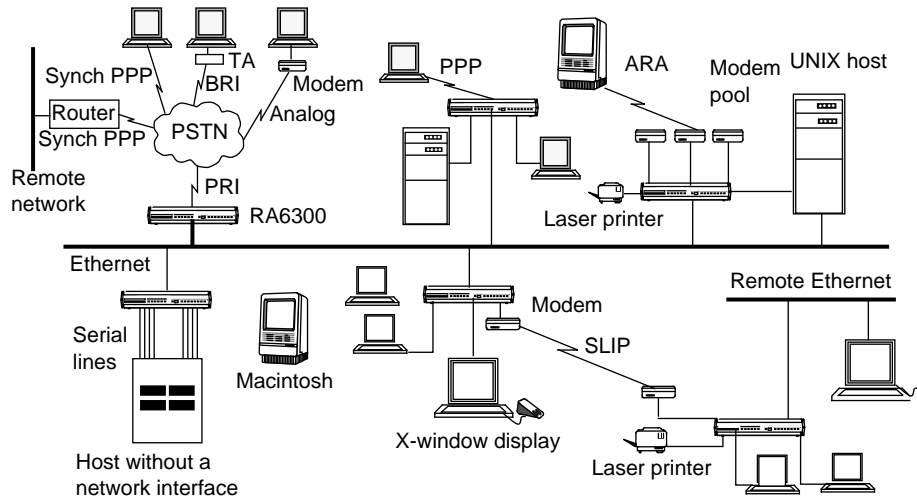 TA
Synch PPP
BRI
Modem
Analog
Router
PSTN
Synch PPP
Remote
network
PRI
RA6300
PPP
ARA
Modem
pool
UNIX host
Laser printer
Ethernet
Serial
lines
Macintosh
Host without a
network interface
Modem
SLIP
X-window display
Remote Ethernet
Laser printer